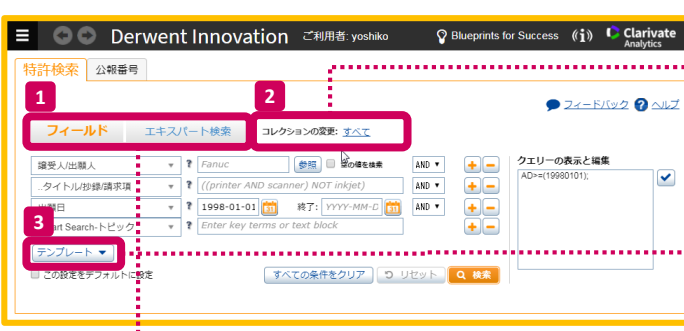 Derwent Innovation ご利用者: yoshiko Blueprints for Success Clarivate Analytics
特許検索 公報番号
1 2
フィードバック ヘルプ
フィールド エキスパート検索 コレクションの変更: すべて
譲受人/出願人 ? Fanuc 参照 空の値を検索 AND クエリーの表示と編集
..タイトル/抄録/請求項 ? ((printer AND scanner) NOT inkjet) AND AD>=(19980101);
出願日 ? 1998-01-01 終了: YYYY-MM-D AND
3 Smart Search-トピック ? Enter key terms or text block
テンプレート
この設定をデフォルトに設定 すべての条件をクリア リセット 検索